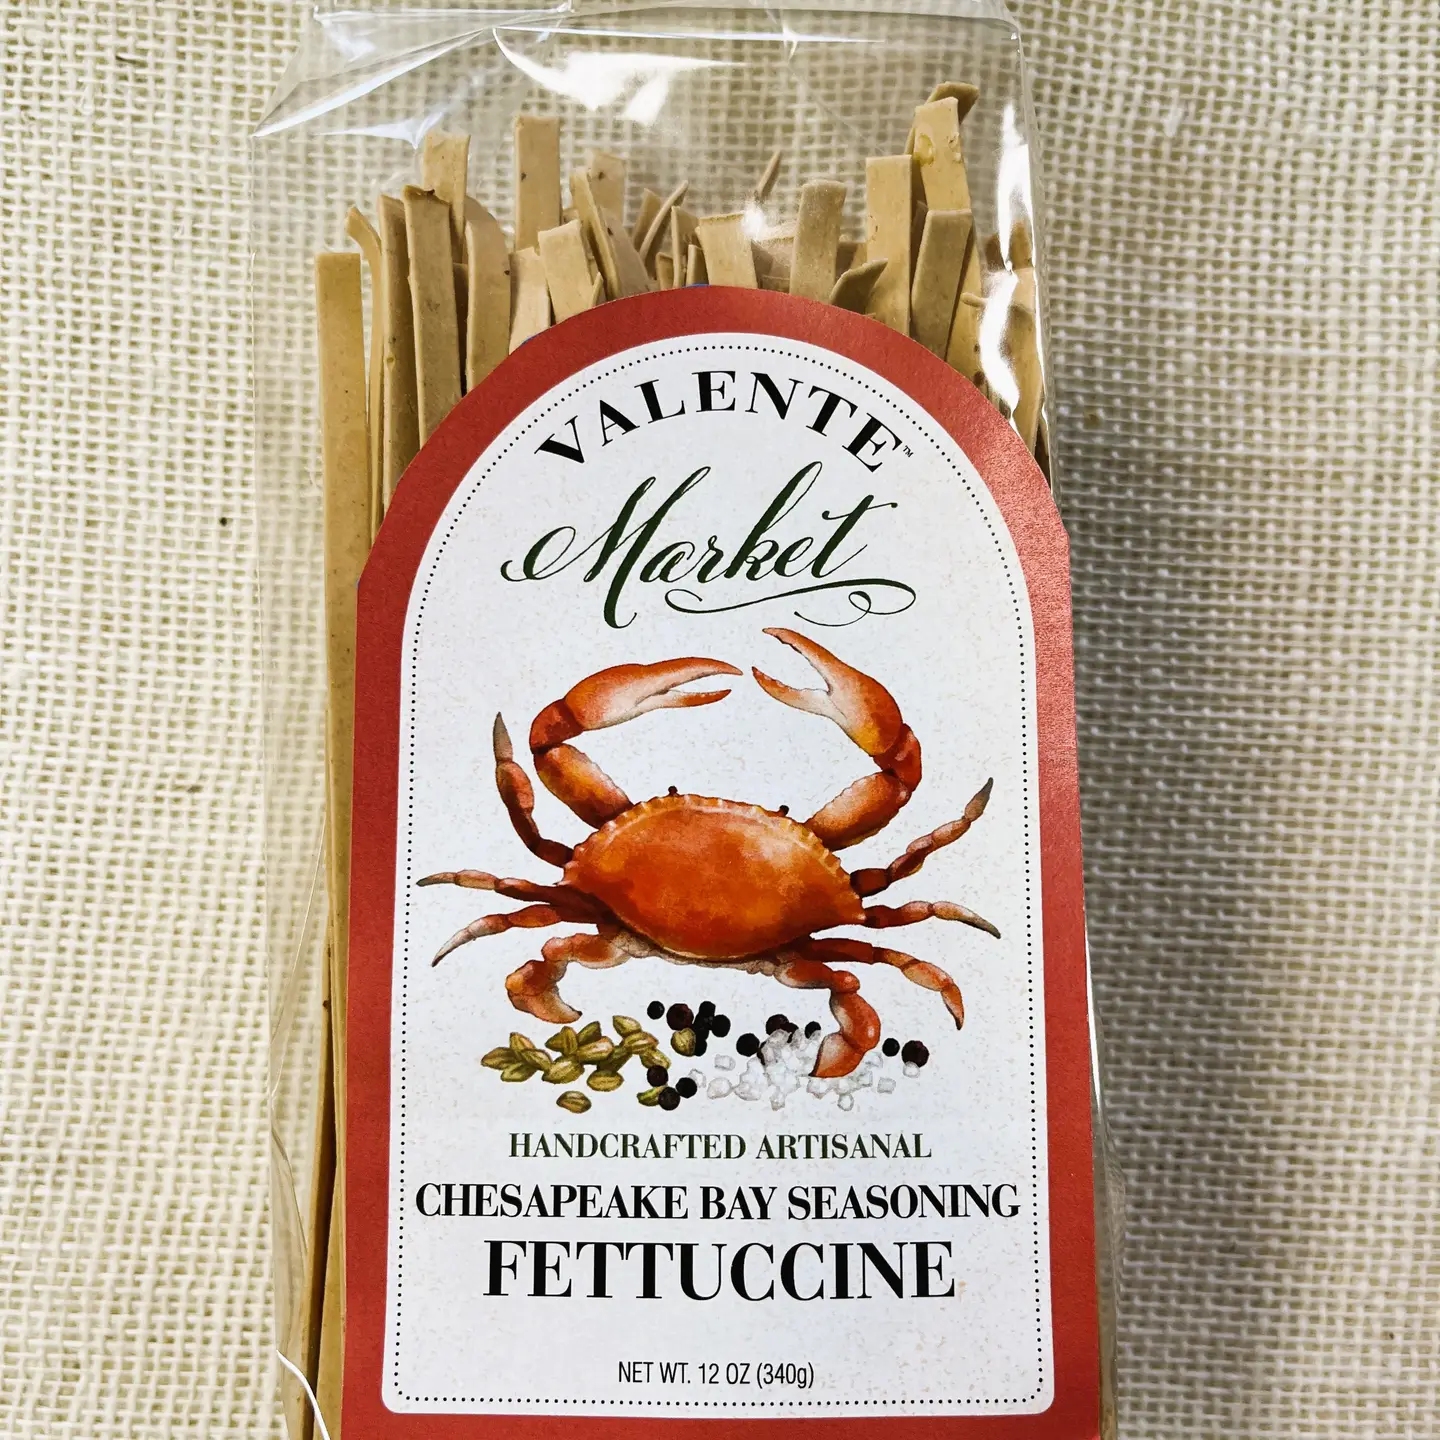 VALENTE™
Market
HANDCRAFTED ARTISANAL
CHESAPEAKE BAY SEASONING
FETTUCCINE
NET WT. 12 OZ (340g)